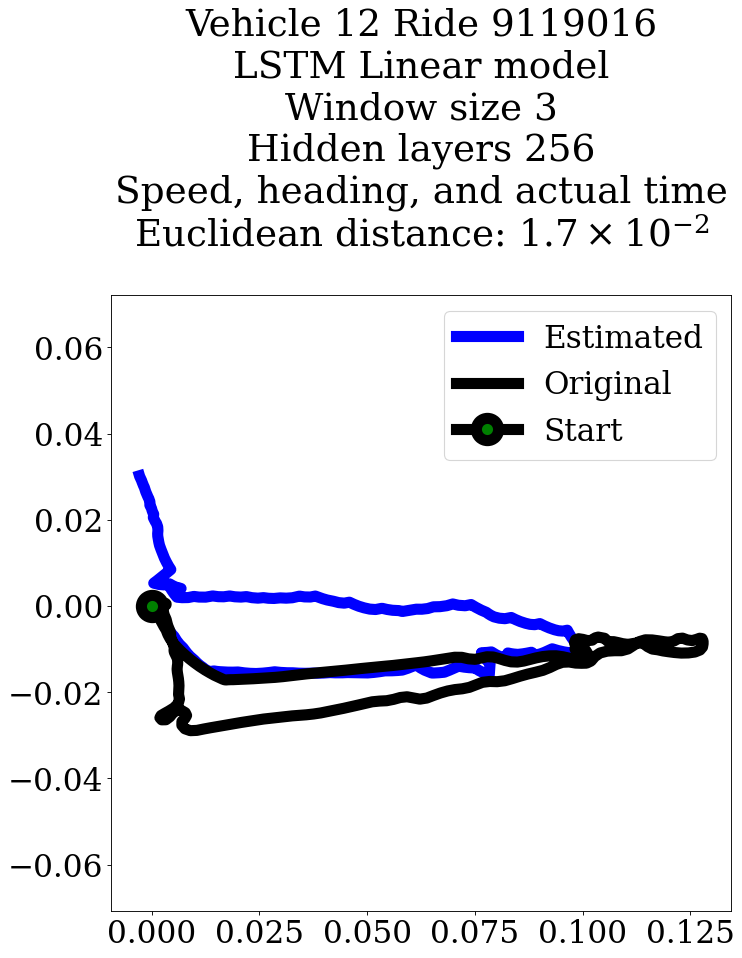 Vehicle 12 Ride 9119016
LSTM Linear model
Window size 3
Hidden layers 256
Speed, heading, and actual time
Euclidean distance: 1.7 × 10⁻²
Estimated
Original
Start
0.06
0.04
0.02
0.00
−0.02
−0.04
−0.06
0.000 0.025 0.050 0.075 0.100 0.125